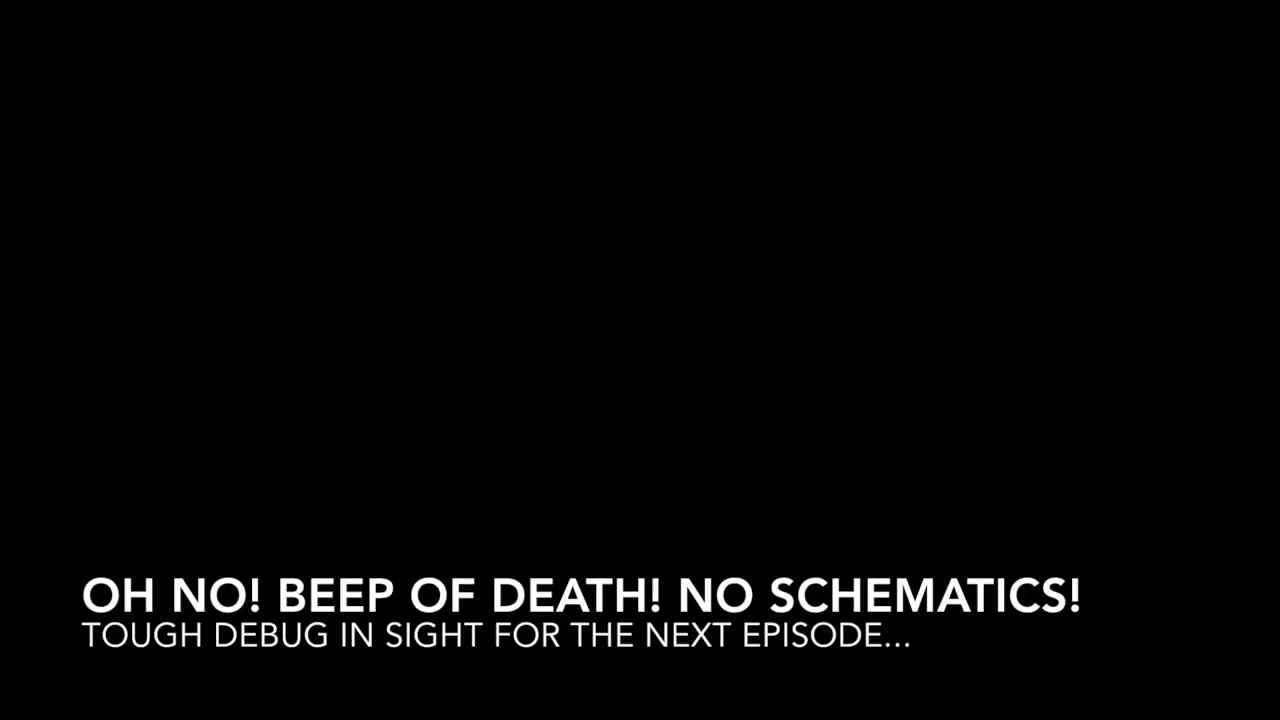 OH NO! BEEP OF DEATH! NO SCHEMATICS!
TOUGH DEBUG IN SIGHT FOR THE NEXT EPISODE...